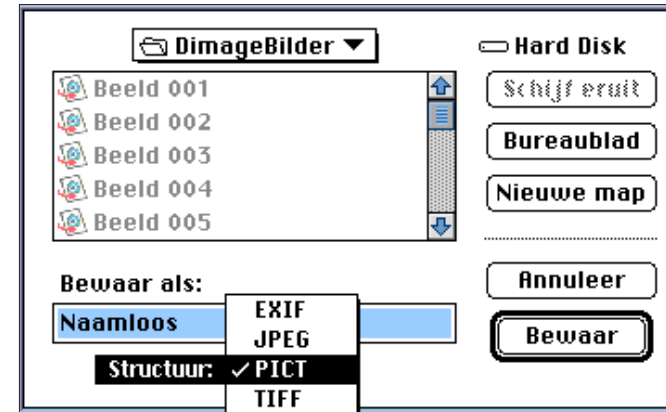 DimageBilder
Hard Disk
Beeld 001
Beeld 002
Beeld 003
Beeld 004
Beeld 005
Schijf eruit
Bureaublad
Nieuwe map
Bewaar als:
Naamloos
Annuleer
Bewaar
EXIF
JPEG
Structuur: ✓ PICT
TIFF